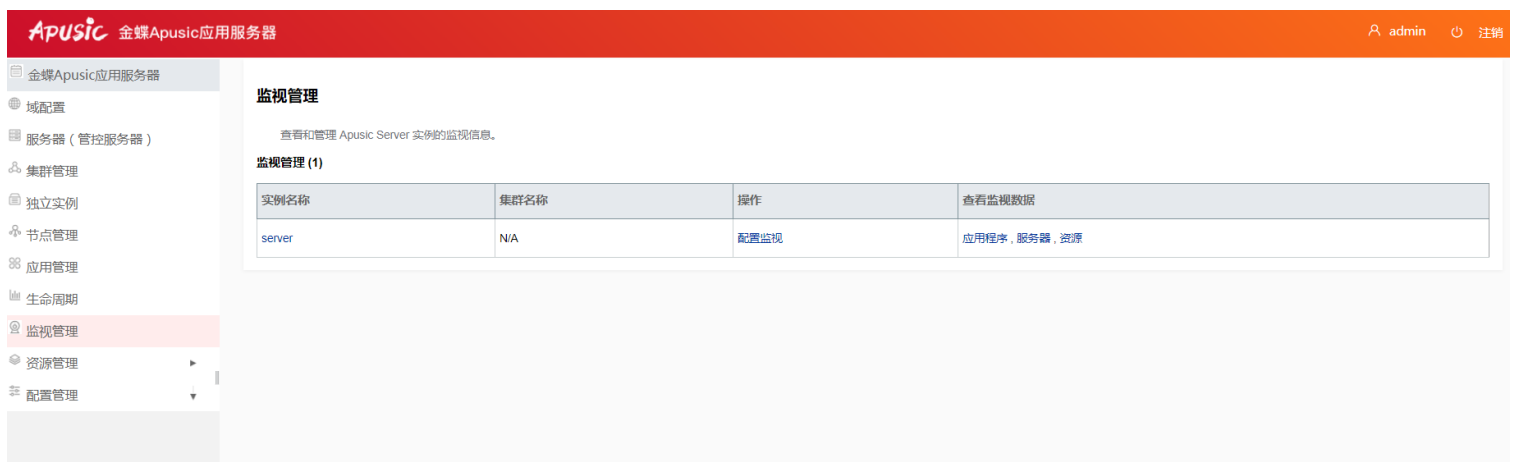 Apusic 金蝶Apusic应用服务器
admin 注销
金蝶Apusic应用服务器
域配置
服务器 ( 管控服务器 )
集群管理
独立实例
节点管理
应用管理
生命周期
监视管理
资源管理
配置管理
监视管理
查看和管理 Apusic Server 实例的监视信息。
监视管理 (1)
实例名称 集群名称 操作 查看监视数据
server N/A 配置监视 应用程序 , 服务器 , 资源